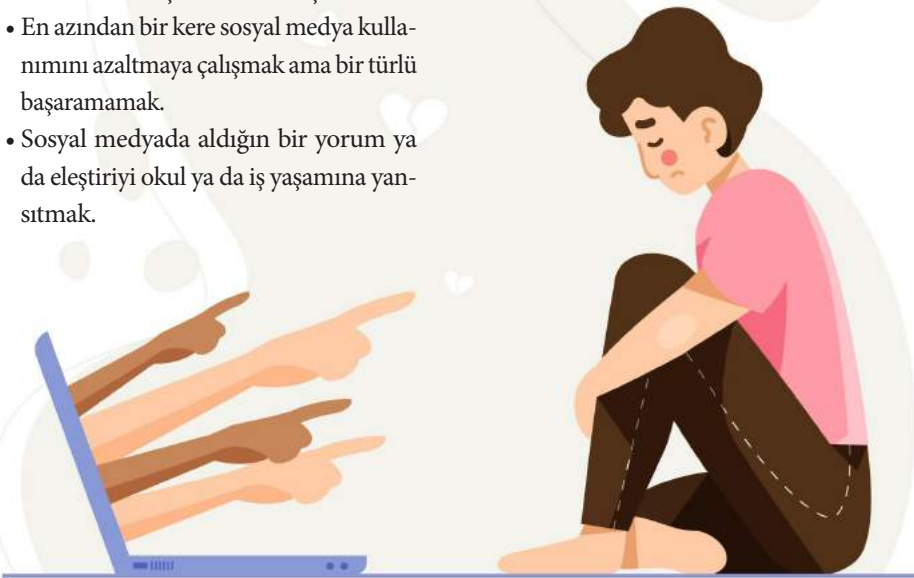 • En azından bir kere sosyal medya kulla-
nımını azaltmaya çalışmak ama bir türlü
başaramamak.
• Sosyal medyada aldığın bir yorum ya
da eleştiriyi okul ya da iş yaşamına yan-
sıtmak.